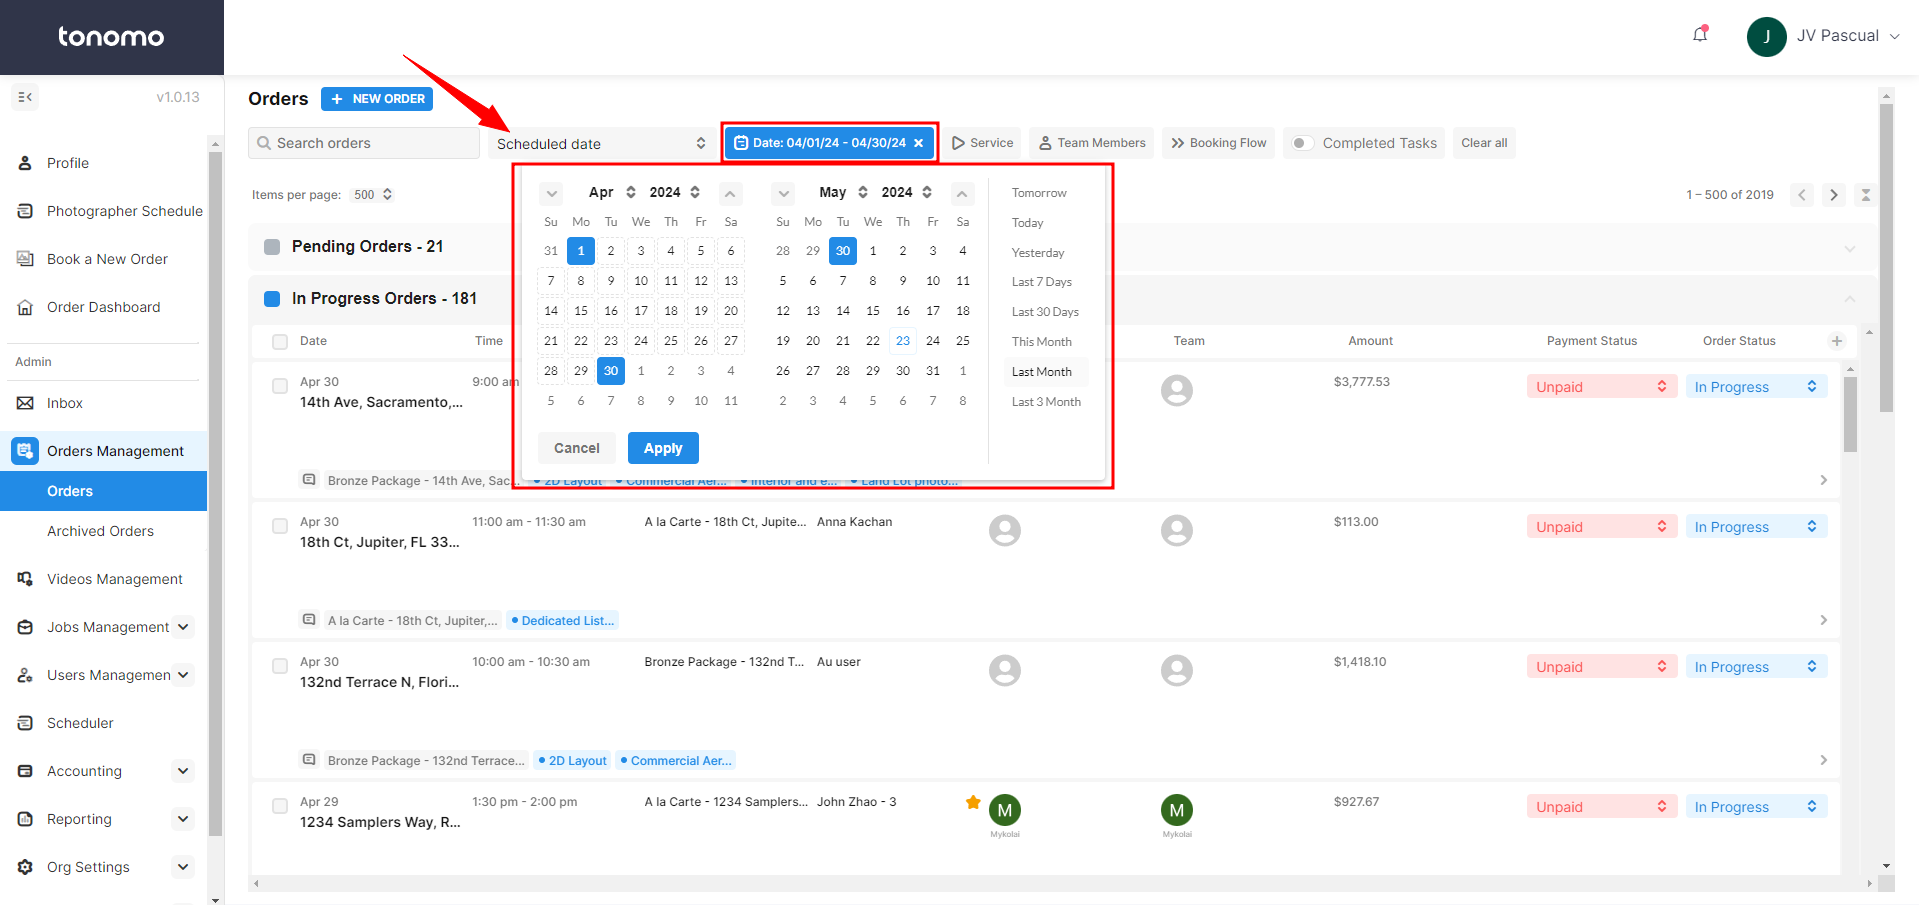 tonomo
J JV Pascual
v1.0.13
Orders + NEW ORDER
Search orders Scheduled date Date: 04/01/24 - 04/30/24 × Service Team Members Booking Flow Completed Tasks Clear all
Profile
Photographer Schedule
Book a New Order
Order Dashboard
Admin
Inbox
Orders Management
Orders
Archived Orders
Videos Management
Jobs Management
Users Managemen
Scheduler
Accounting
Reporting
Org Settings
Items per page: 500
1 – 500 of 2019
Apr 2024 May 2024
Su Mo Tu We Th Fr Sa Su Mo Tu We Th Fr Sa
31 1 2 3 4 5 6 28 29 30 1 2 3 4
7 8 9 10 11 12 13 5 6 7 8 9 10 11
14 15 16 17 18 19 20 12 13 14 15 16 17 18
21 22 23 24 25 26 27 19 20 21 22 23 24 25
28 29 30 1 2 3 4 26 27 28 29 30 31 1
5 6 7 8 9 10 11 2 3 4 5 6 7 8
Cancel Apply
Tomorrow
Today
Yesterday
Last 7 Days
Last 30 Days
This Month
Last Month
Last 3 Month
Pending Orders - 21
In Progress Orders - 181
Date Time Team Amount Payment Status Order Status +
Apr 30 9:00 am $3,777.53 Unpaid In Progress
14th Ave, Sacramento,...
Bronze Package - 14th Ave, Sac... 2D Layout Commercial Aer... Interior and e... Land Lot photo...
Apr 30 11:00 am - 11:30 am A la Carte - 18th Ct, Jupite... Anna Kachan $113.00 Unpaid In Progress
18th Ct, Jupiter, FL 33...
A la Carte - 18th Ct, Jupiter,... Dedicated List...
Apr 30 10:00 am - 10:30 am Bronze Package - 132nd T... Au user $1,418.10 Unpaid In Progress
132nd Terrace N, Flori...
Bronze Package - 132nd Terrace... 2D Layout Commercial Aer...
Apr 29 1:30 pm - 2:00 pm A la Carte - 1234 Samplers... John Zhao - 3 M M $927.67 Unpaid In Progress
1234 Samplers Way, R...
Mykolai Mykolai